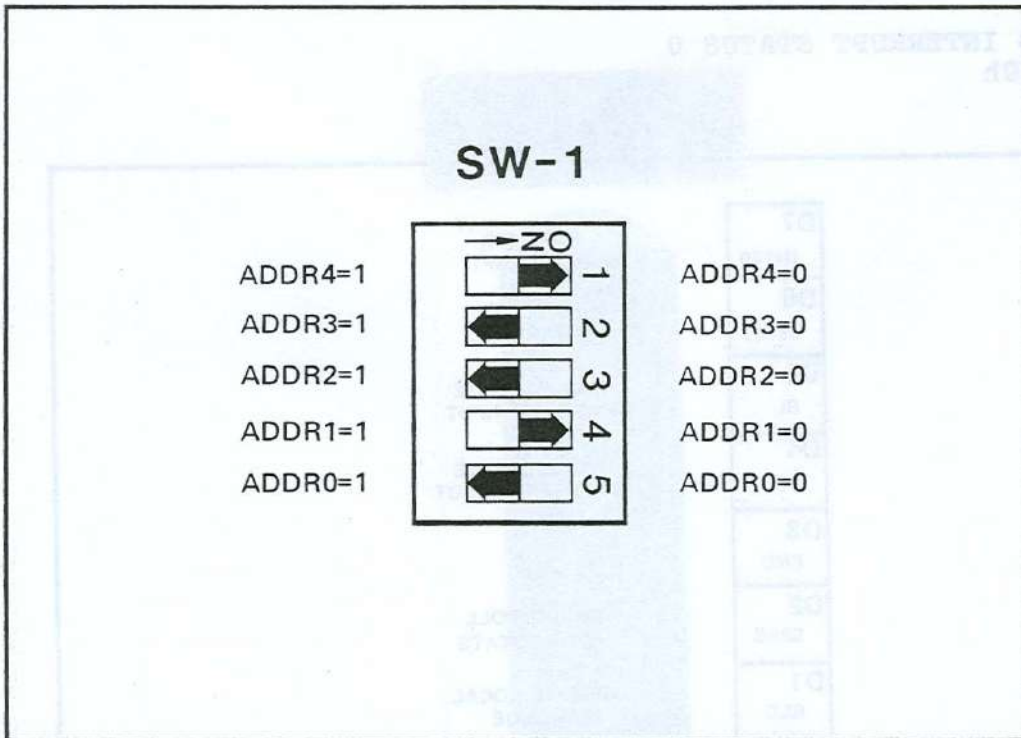 SW-1
→NO
ADDR4=1 1 ADDR4=0
ADDR3=1 2 ADDR3=0
ADDR2=1 3 ADDR2=0
ADDR1=1 4 ADDR1=0
ADDR0=1 5 ADDR0=0